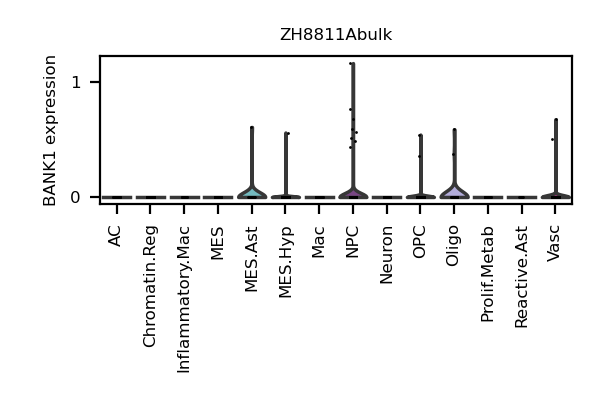 ZH8811Abulk
BANK1 expression
1
0
AC
Chromatin.Reg
Inflammatory.Mac
MES
MES.Ast
MES.Hyp
Mac
NPC
Neuron
OPC
Oligo
Prolif.Metab
Reactive.Ast
Vasc